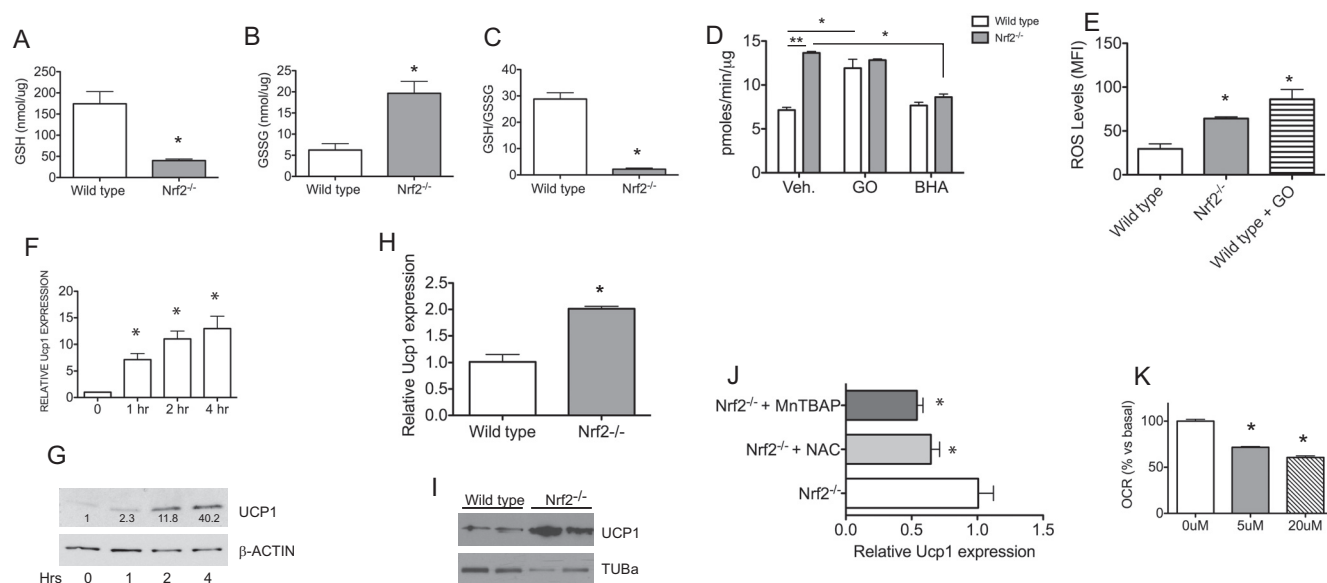 A
GSH (nmol/ug)
250
200
150
100
50
0
*
Wild type
Nrf2-/-
B
GSSG (nmol/ug)
25
20
15
10
5
0
*
Wild type
Nrf2-/-
C
GSH/GSSG
40
30
20
10
0
*
Wild type
Nrf2-/-
D
pmoles/min/µg
15
10
5
0
*
**
*
Veh.
GO
BHA
Wild type
Nrf2-/-
E
ROS Levels (MFI)
150
100
50
0
*
*
Wild type
Nrf2-/-
Wild type + GO
F
RELATIVE Ucp1 EXPRESSION
20
15
10
5
0
*
*
*
0
1 hr
2 hr
4 hr
G
1
2.3
11.8
40.2
UCP1
β-ACTIN
Hrs
0
1
2
4
H
Relative Ucp1 expression
2.5
2.0
1.5
1.0
0.5
0.0
*
Wild type
Nrf2-/-
I
Wild type
Nrf2-/-
UCP1
TUBa
J
Nrf2-/- + MnTBAP
*
Nrf2-/- + NAC
*
Nrf2-/-
0.0
0.5
1.0
1.5
Relative Ucp1 expression
K
OCR (% vs basal)
100
50
0
*
*
0uM
5uM
20uM